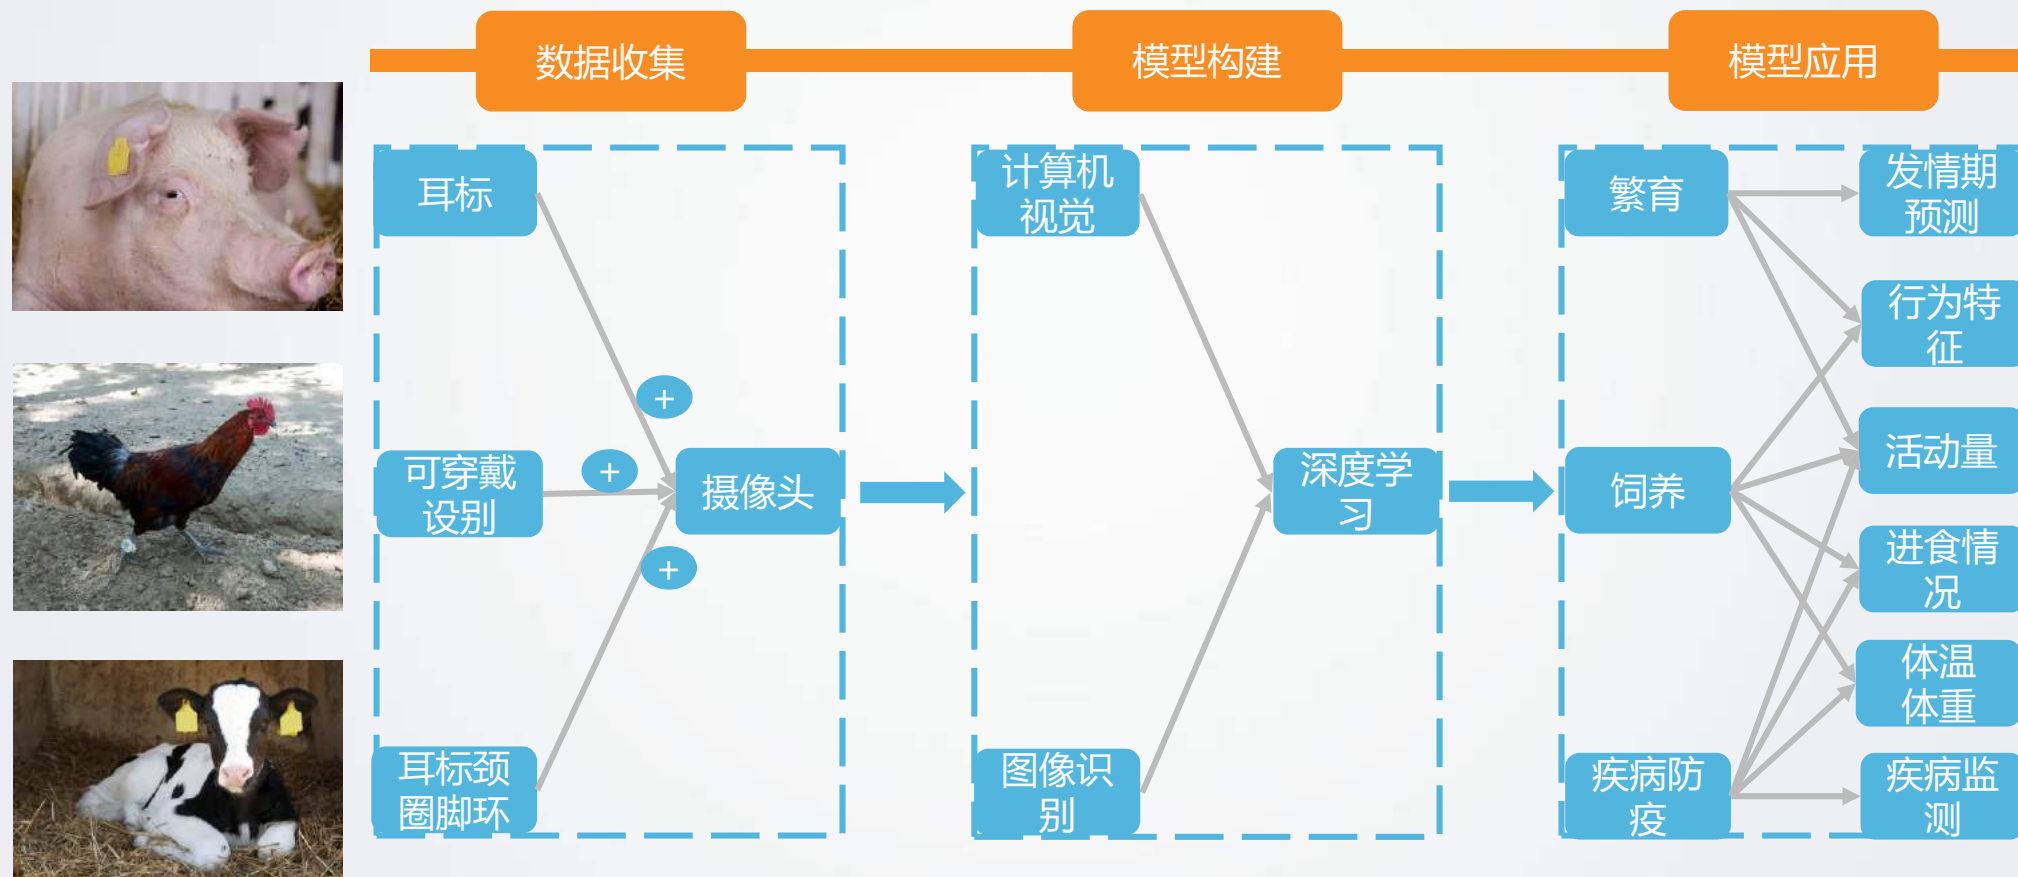 数据收集
模型构建
模型应用
耳标
+
可穿戴
设别
+
摄像头
+
耳标颈
圈脚环
计算机
视觉
深度学
习
图像识
别
繁育
饲养
疾病防
疫
发情期
预测
行为特
征
活动量
进食情
况
体温
体重
疾病监
测